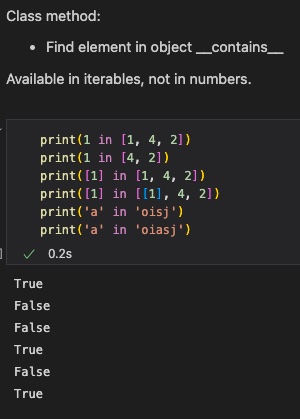 Class method:
• Find element in object __contains__
Available in iterables, not in numbers.
print(1 in [1, 4, 2])
print(1 in [4, 2])
print([1] in [1, 4, 2])
print([1] in [[1], 4, 2])
print('a' in 'oisj')
print('a' in 'oiasj')
✓ 0.2s
True
False
False
True
False
True